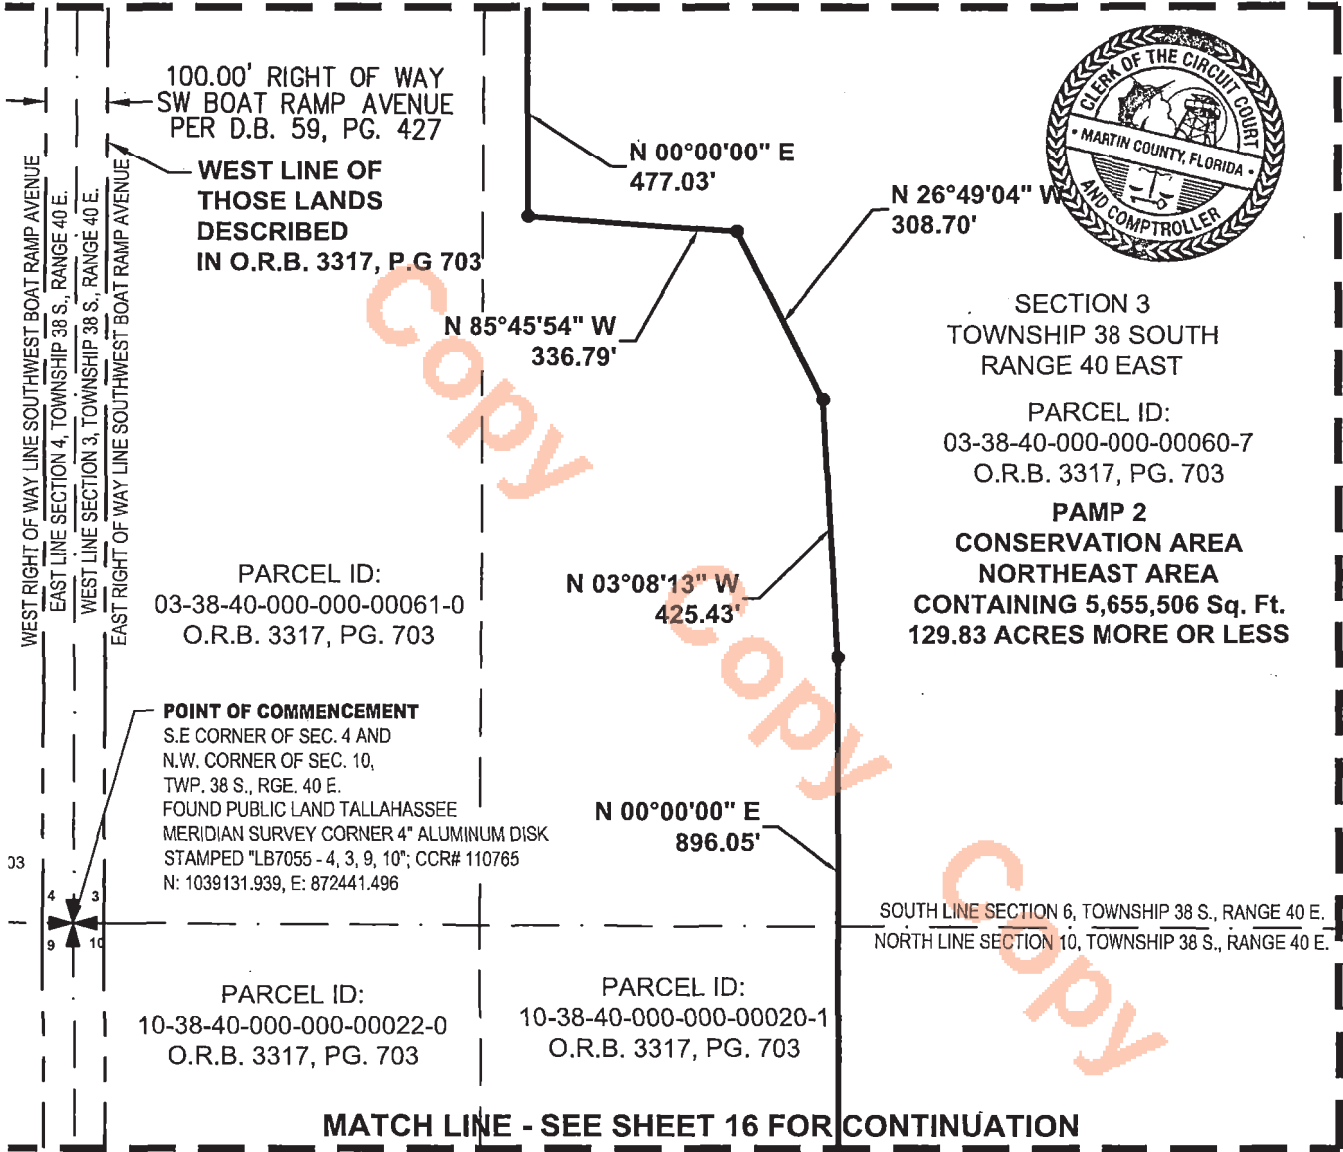 100.00' RIGHT OF WAY
SW BOAT RAMP AVENUE
PER D.B. 59, PG. 427
WEST LINE OF
THOSE LANDS
DESCRIBED
IN O.R.B. 3317, P.G 703
WEST RIGHT OF WAY LINE SOUTHWEST BOAT RAMP AVENUE
EAST LINE SECTION 4, TOWNSHIP 38 S., RANGE 40 E.
WEST LINE SECTION 3, TOWNSHIP 38 S., RANGE 40 E.
EAST RIGHT OF WAY LINE SOUTHWEST BOAT RAMP AVENUE
N 00°00'00" E
477.03'
N 26°49'04" W
308.70'
CLERK OF THE CIRCUIT COURT
• MARTIN COUNTY, FLORIDA •
AND COMPTROLLER
N 85°45'54" W
336.79'
SECTION 3
TOWNSHIP 38 SOUTH
RANGE 40 EAST
PARCEL ID:
03-38-40-000-000-00060-7
O.R.B. 3317, PG. 703
PAMP 2
CONSERVATION AREA
NORTHEAST AREA
CONTAINING 5,655,506 Sq. Ft.
129.83 ACRES MORE OR LESS
Copy
PARCEL ID:
03-38-40-000-000-00061-0
O.R.B. 3317, PG. 703
N 03°08'13" W
425.43'
Copy
POINT OF COMMENCEMENT
S.E CORNER OF SEC. 4 AND
N.W. CORNER OF SEC. 10,
TWP. 38 S., RGE. 40 E.
FOUND PUBLIC LAND TALLAHASSEE
MERIDIAN SURVEY CORNER 4" ALUMINUM DISK
STAMPED "LB7055 - 4, 3, 9, 10"; CCR# 110765
N: 1039131.939, E: 872441.496
N 00°00'00" E
896.05'
03
4 3
9 10
SOUTH LINE SECTION 6, TOWNSHIP 38 S., RANGE 40 E.
NORTH LINE SECTION 10, TOWNSHIP 38 S., RANGE 40 E.
Copy
PARCEL ID:
10-38-40-000-000-00022-0
O.R.B. 3317, PG. 703
PARCEL ID:
10-38-40-000-000-00020-1
O.R.B. 3317, PG. 703
MATCH LINE - SEE SHEET 16 FOR CONTINUATION